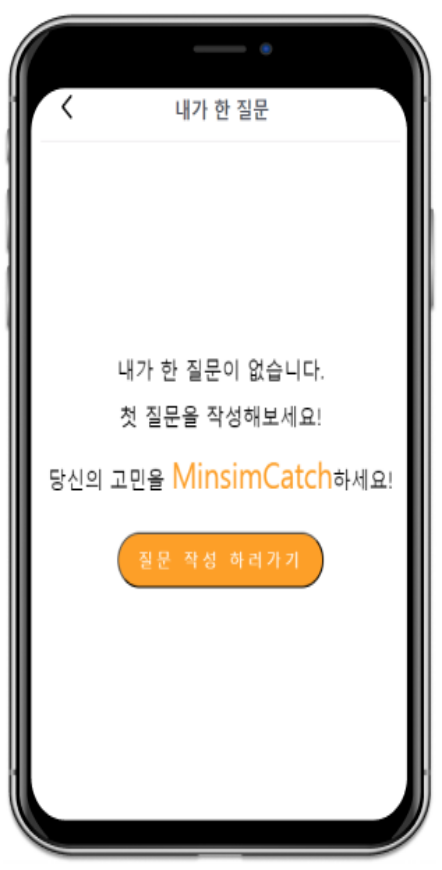 내가 한 질문
내가 한 질문이 없습니다.
첫 질문을 작성해보세요!
당신의 고민을 MinsimCatch하세요!
질문 작성 하러가기